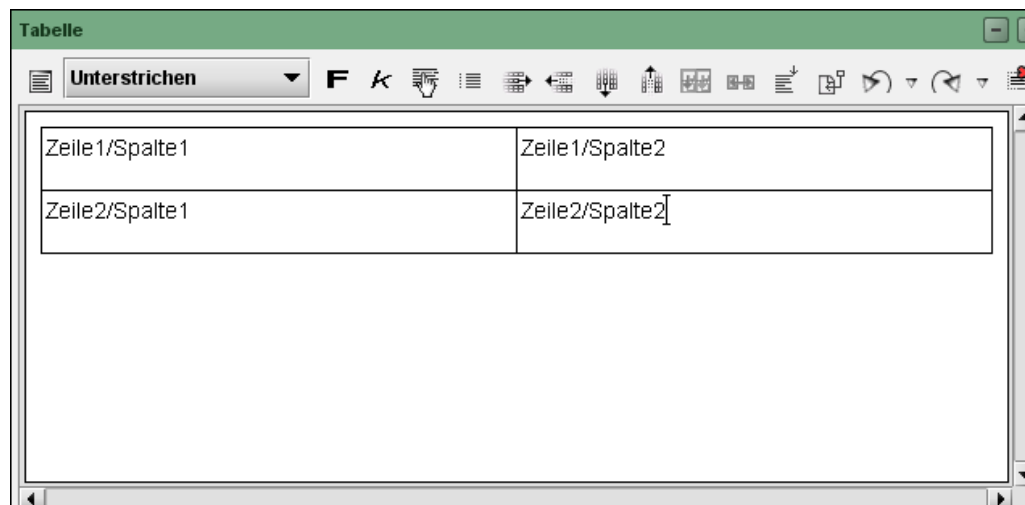 Tabelle
Unterstrichen
F k
Zeile1/Spalte1 Zeile1/Spalte2
Zeile2/Spalte1 Zeile2/Spalte2